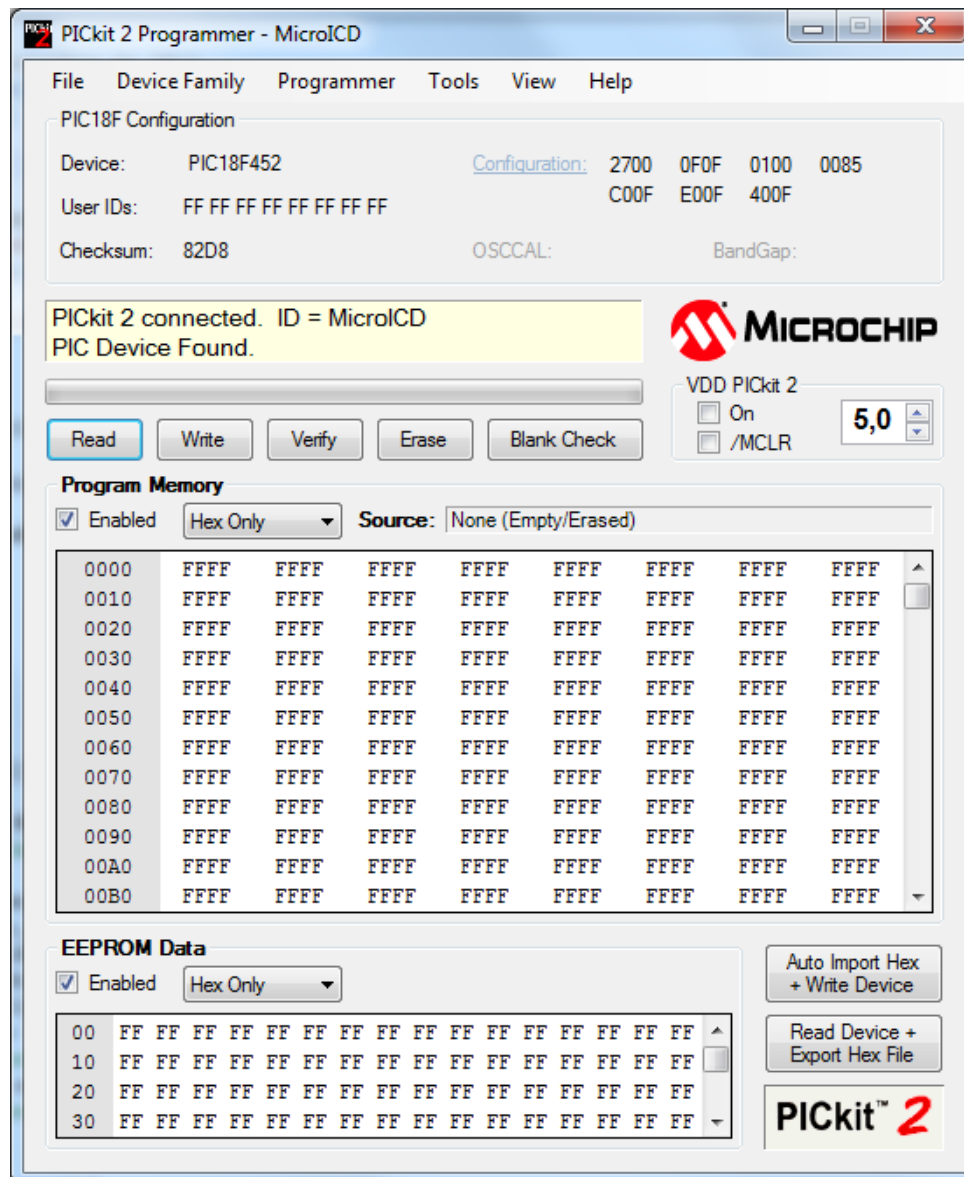 PICkit 2 Programmer - MicroICD
File Device Family Programmer Tools View Help
PIC18F Configuration
Device: PIC18F452 Configuration: 2700 0F0F 0100 0085
C00F E00F 400F
User IDs: FF FF FF FF FF FF FF FF
Checksum: 82D8 OSCCAL: BandGap:
PICkit 2 connected. ID = MicroICD
PIC Device Found.
MICROCHIP
VDD PICkit 2
On
/MCLR
5,0
Read Write Verify Erase Blank Check
Program Memory
Enabled Hex Only Source: None (Empty/Erased)
0000 FFFF FFFF FFFF FFFF FFFF FFFF FFFF FFFF
0010 FFFF FFFF FFFF FFFF FFFF FFFF FFFF FFFF
0020 FFFF FFFF FFFF FFFF FFFF FFFF FFFF FFFF
0030 FFFF FFFF FFFF FFFF FFFF FFFF FFFF FFFF
0040 FFFF FFFF FFFF FFFF FFFF FFFF FFFF FFFF
0050 FFFF FFFF FFFF FFFF FFFF FFFF FFFF FFFF
0060 FFFF FFFF FFFF FFFF FFFF FFFF FFFF FFFF
0070 FFFF FFFF FFFF FFFF FFFF FFFF FFFF FFFF
0080 FFFF FFFF FFFF FFFF FFFF FFFF FFFF FFFF
0090 FFFF FFFF FFFF FFFF FFFF FFFF FFFF FFFF
00A0 FFFF FFFF FFFF FFFF FFFF FFFF FFFF FFFF
00B0 FFFF FFFF FFFF FFFF FFFF FFFF FFFF FFFF
EEPROM Data
Enabled Hex Only
00 FF FF FF FF FF FF FF FF FF FF FF FF FF FF FF FF
10 FF FF FF FF FF FF FF FF FF FF FF FF FF FF FF FF
20 FF FF FF FF FF FF FF FF FF FF FF FF FF FF FF FF
30 FF FF FF FF FF FF FF FF FF FF FF FF FF FF FF FF
Auto Import Hex
+ Write Device
Read Device +
Export Hex File
PICkit™ 2